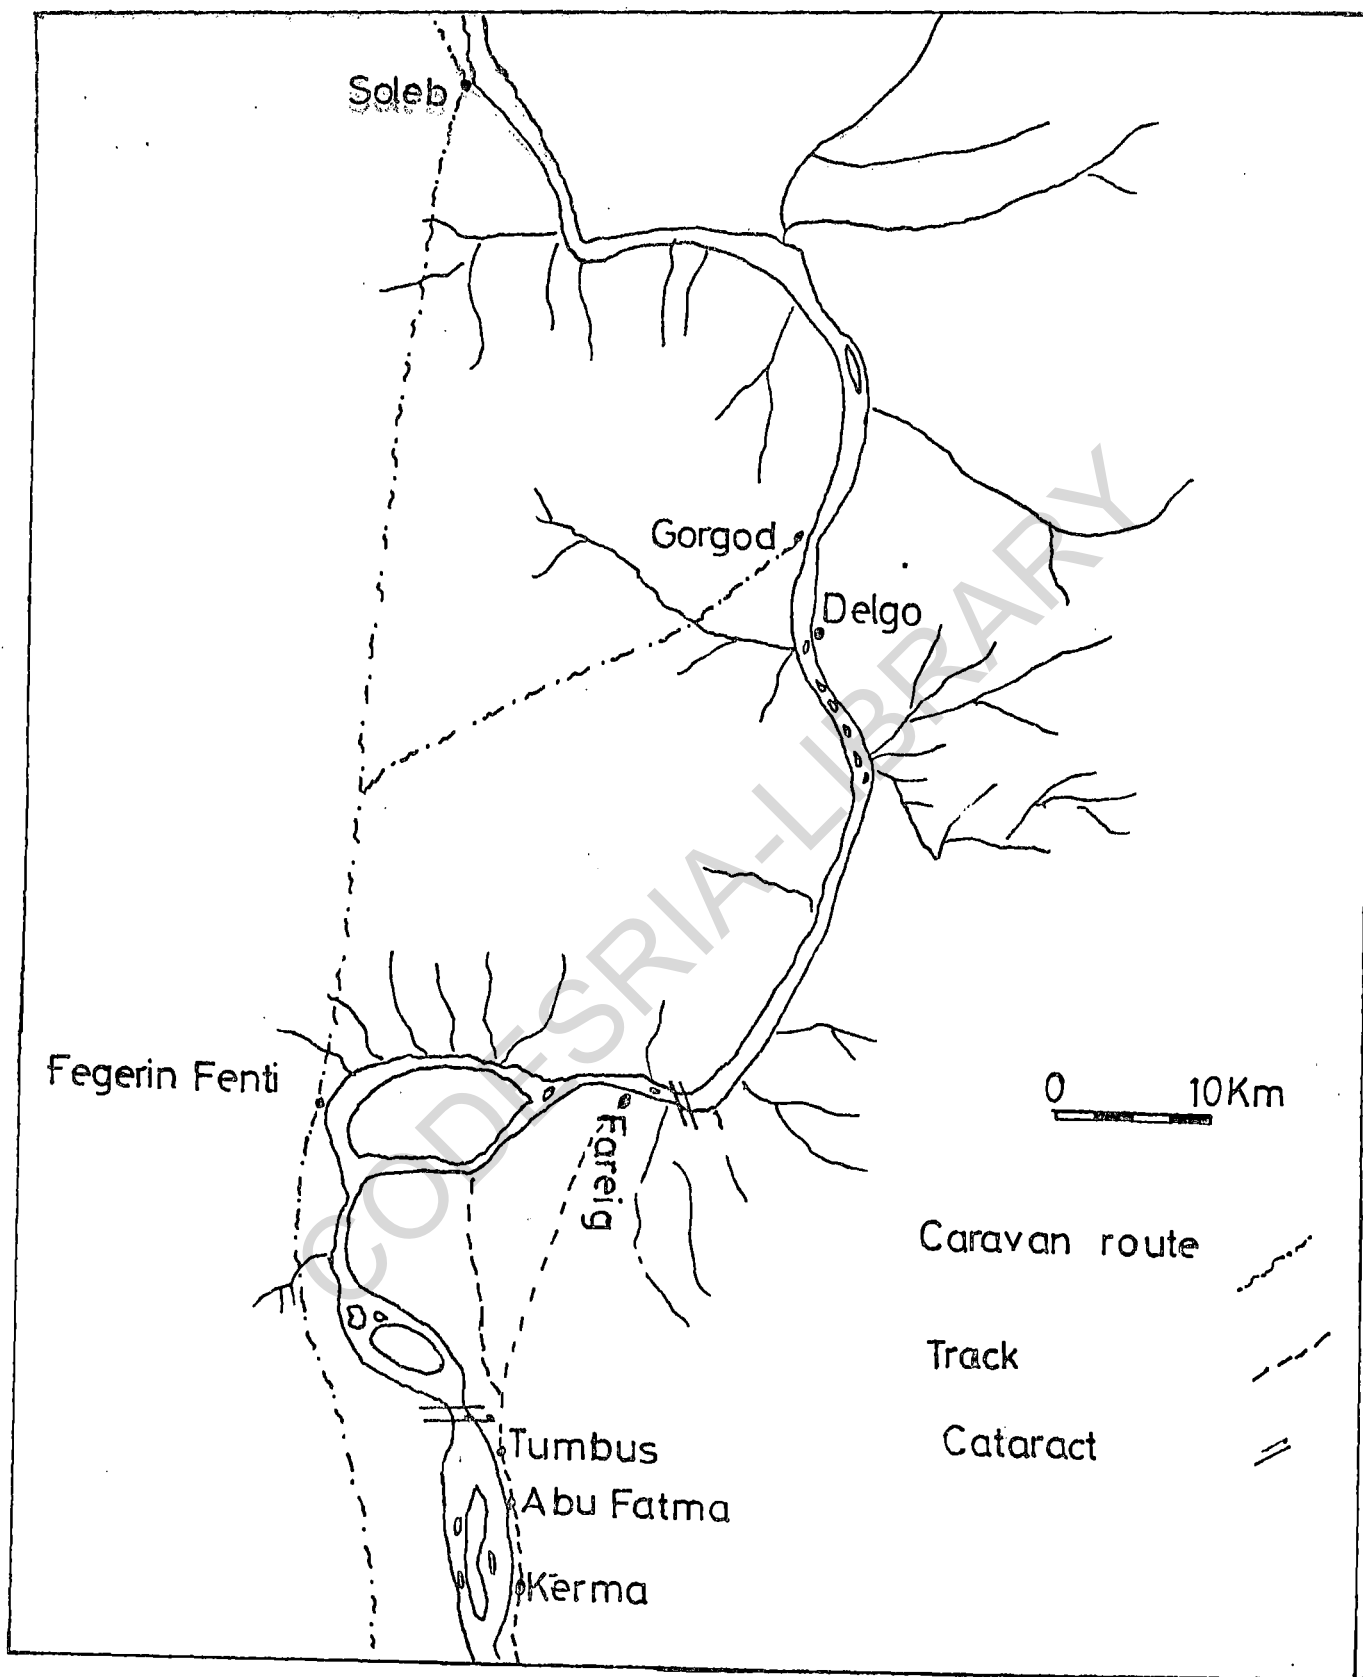 Soleb
Gorgod
Delgo
Fegerin Fenti
0 10Km
Fareig
Caravan route
Track
Cataract
Tumbus
Abu Fatma
Kerma
CODESRIA-LIBRARY